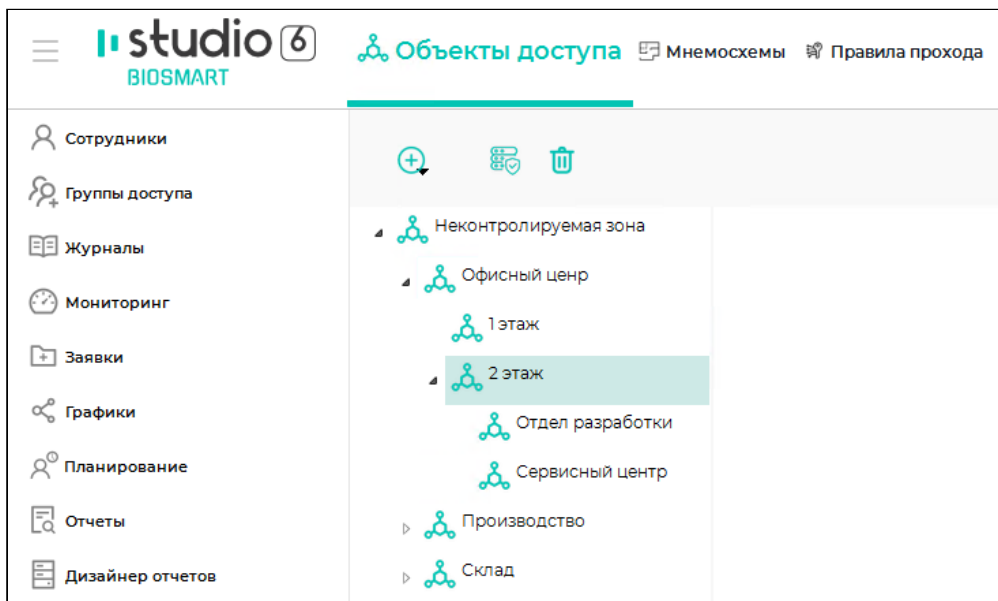 studio 6
BIOSMART
Объекты доступа
Мнемосхемы
Правила прохода
Сотрудники
Группы доступа
Журналы
Мониторинг
Заявки
Графики
Планирование
Отчеты
Дизайнер отчетов
Неконтролируемая зона
Офисный ценр
1 этаж
2 этаж
Отдел разработки
Сервисный центр
Производство
Склад